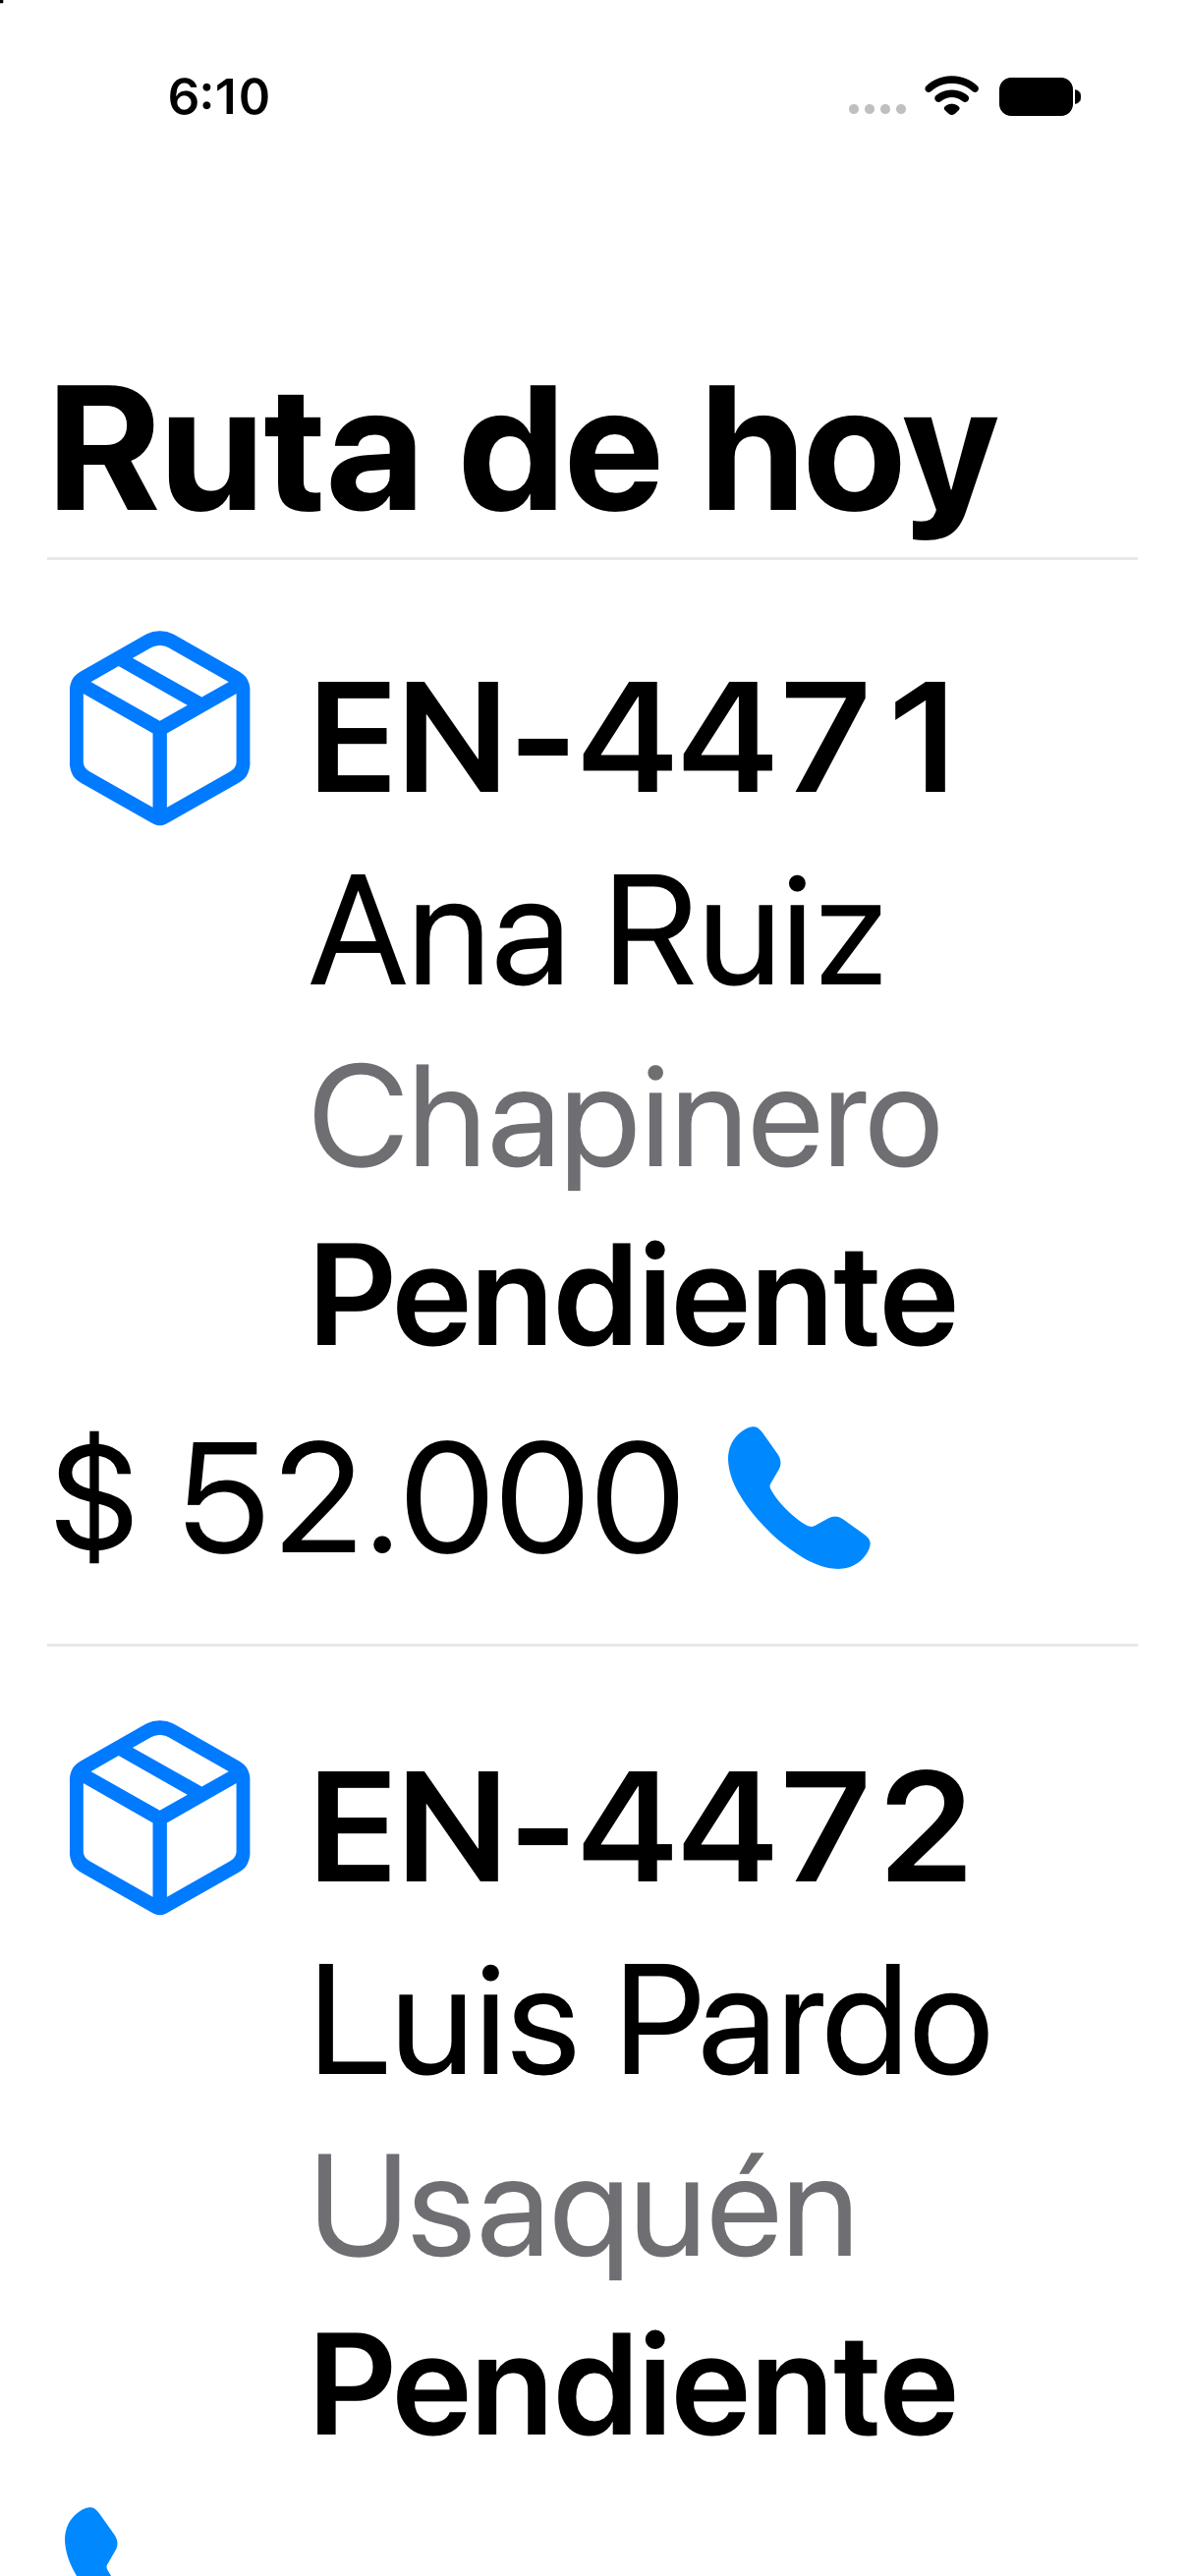 6:10
Ruta de hoy
EN-4471
Ana Ruiz
Chapinero
Pendiente
$ 52.000
EN-4472
Luis Pardo
Usaquén
Pendiente